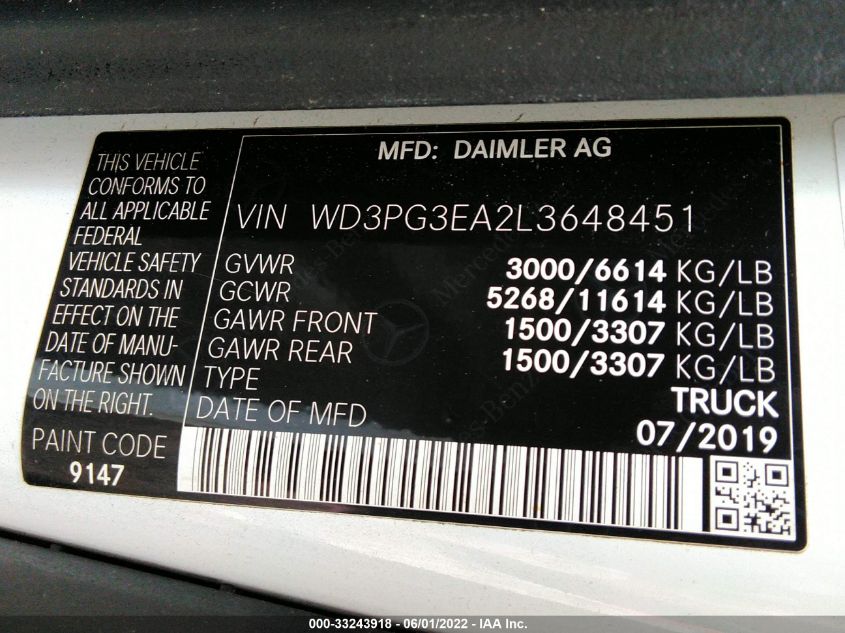 MFD: DAIMLER AG
THIS VEHICLE
CONFORMS TO
ALL APPLICABLE
FEDERAL
VEHICLE SAFETY
STANDARDS IN
EFFECT ON THE
DATE OF MANU-
FACTURE SHOWN
ON THE RIGHT.
PAINT CODE
9147
VIN WD3PG3EA2L3648451
GVWR 3000/6614 KG/LB
GCWR 5268/11614 KG/LB
GAWR FRONT 1500/3307 KG/LB
GAWR REAR 1500/3307 KG/LB
TYPE TRUCK
DATE OF MFD 07/2019
000-33243918 - 06/01/2022 - IAA Inc.